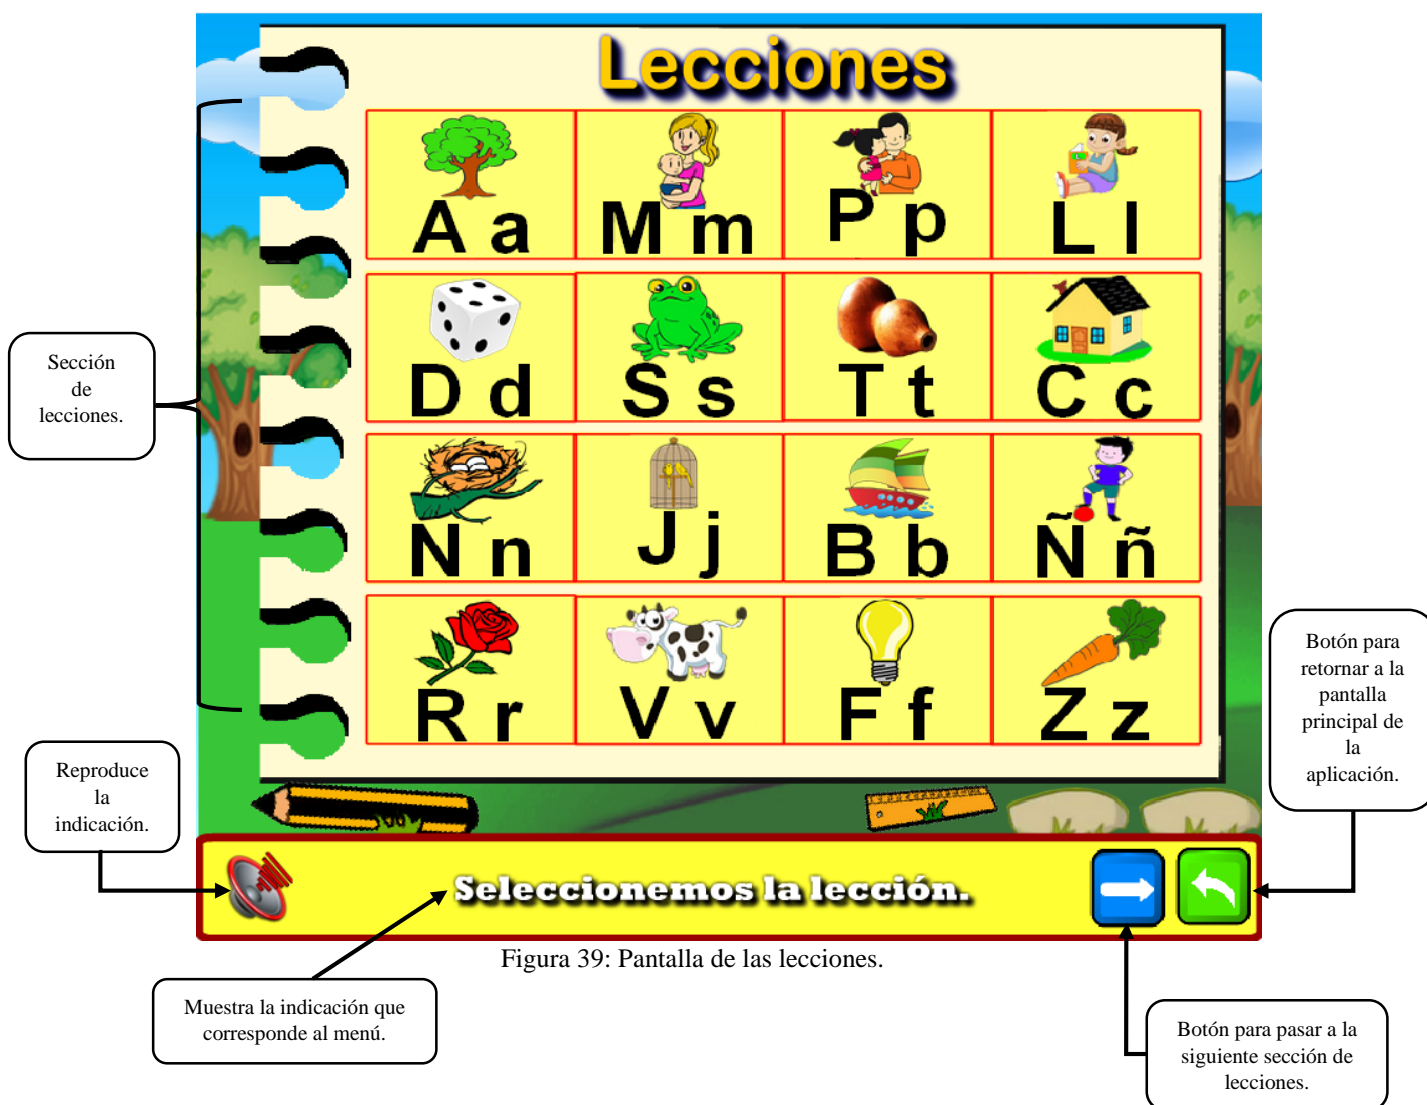 Lecciones
A a
M m
P p
L l
D d
S s
T t
C c
N n
J j
B b
Ñ ñ
R r
V v
F f
Z z
Sección
de
lecciones.
Reproduce
la
indicación.
Botón para
retornar a la
pantalla
principal de
la
aplicación.
Seleccionemos la lección.
Figura 39: Pantalla de las lecciones.
Muestra la indicación que
corresponde al menú.
Botón para pasar a la
siguiente sección de
lecciones.